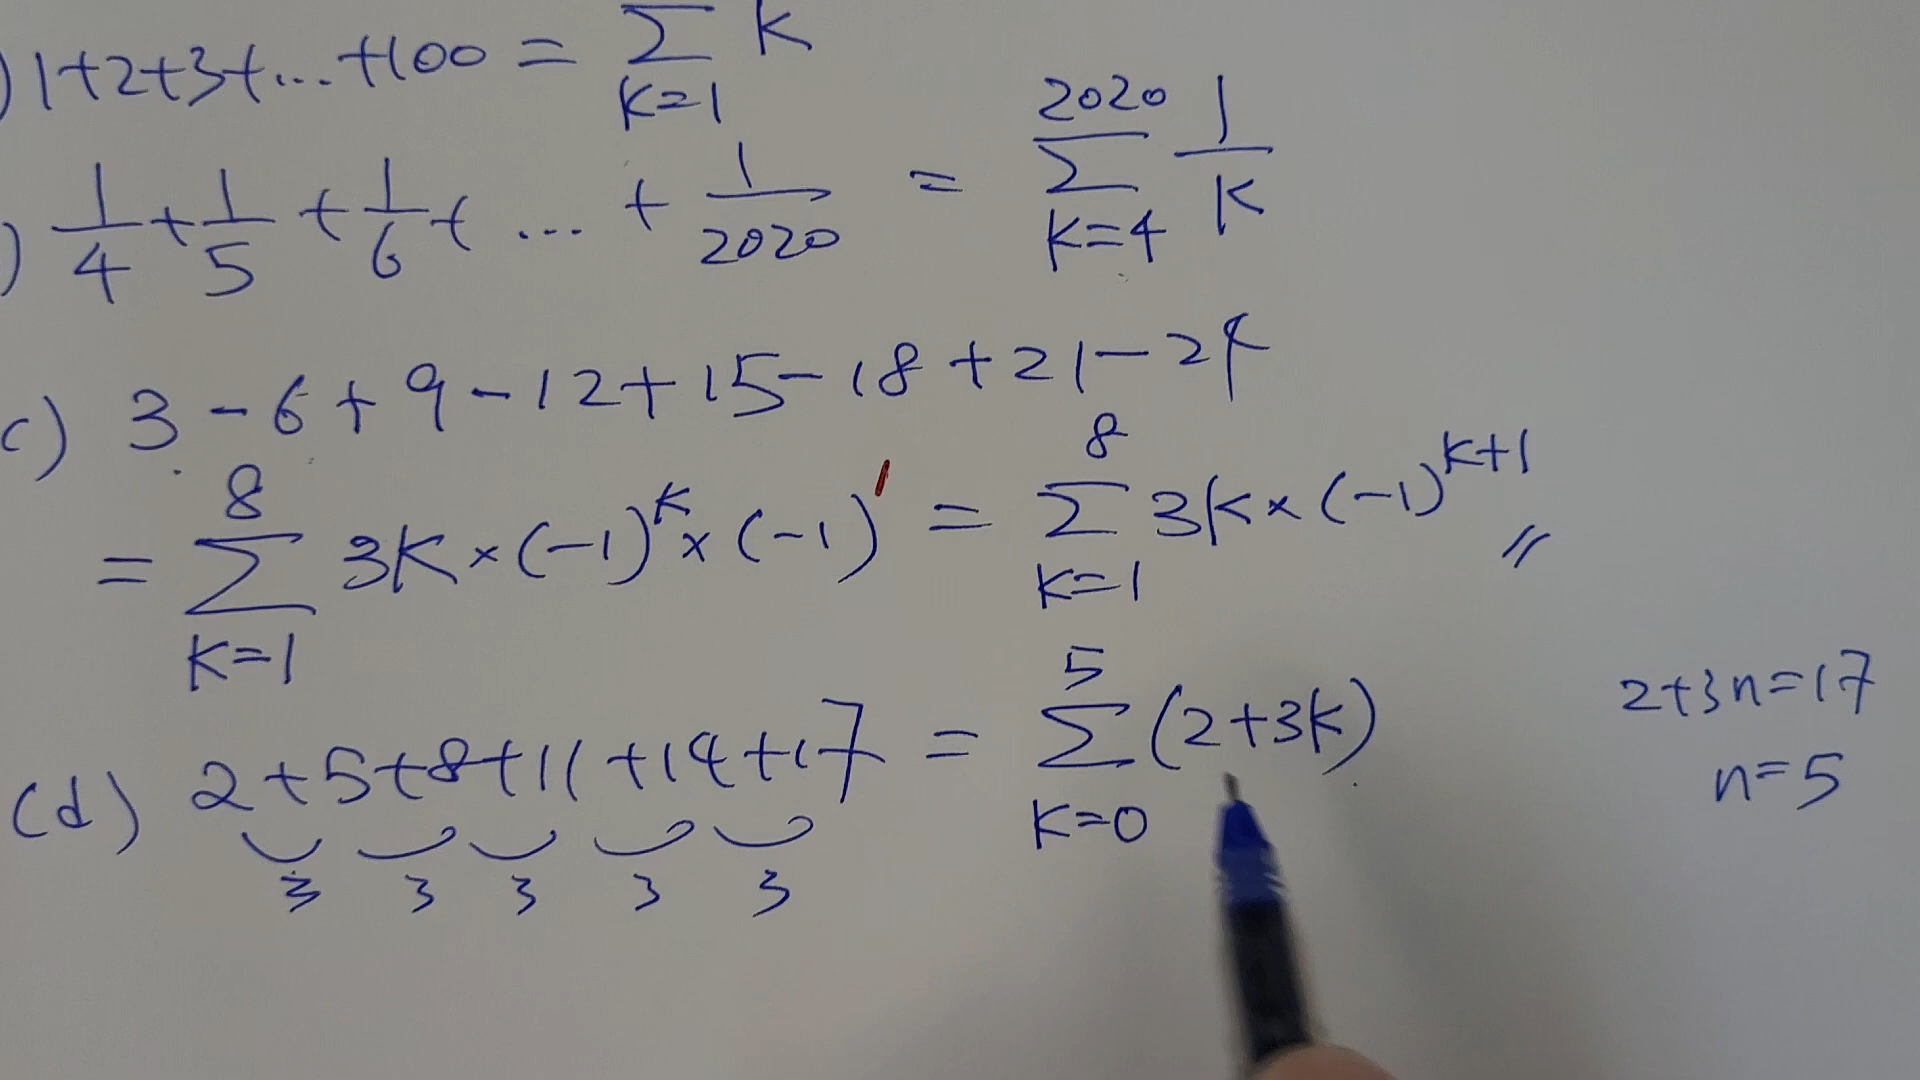 ) 1+2+3+...+100 = ∑ K K=1
) 1/4 + 1/5 + 1/6 + ... + 1/2020 = 2020 ∑ K=4 1/K
c) 3 - 6 + 9 - 12 + 15 - 18 + 21 - 24
= 8 ∑ K=1 3K × (-1)^K × (-1)^1 = 8 ∑ K=1 3K × (-1)^K+1 //
(d) 2+5+8+11+14+17 = 5 ∑ K=0 (2+3K)
3 3 3 3 3
2+3n=17
n=5